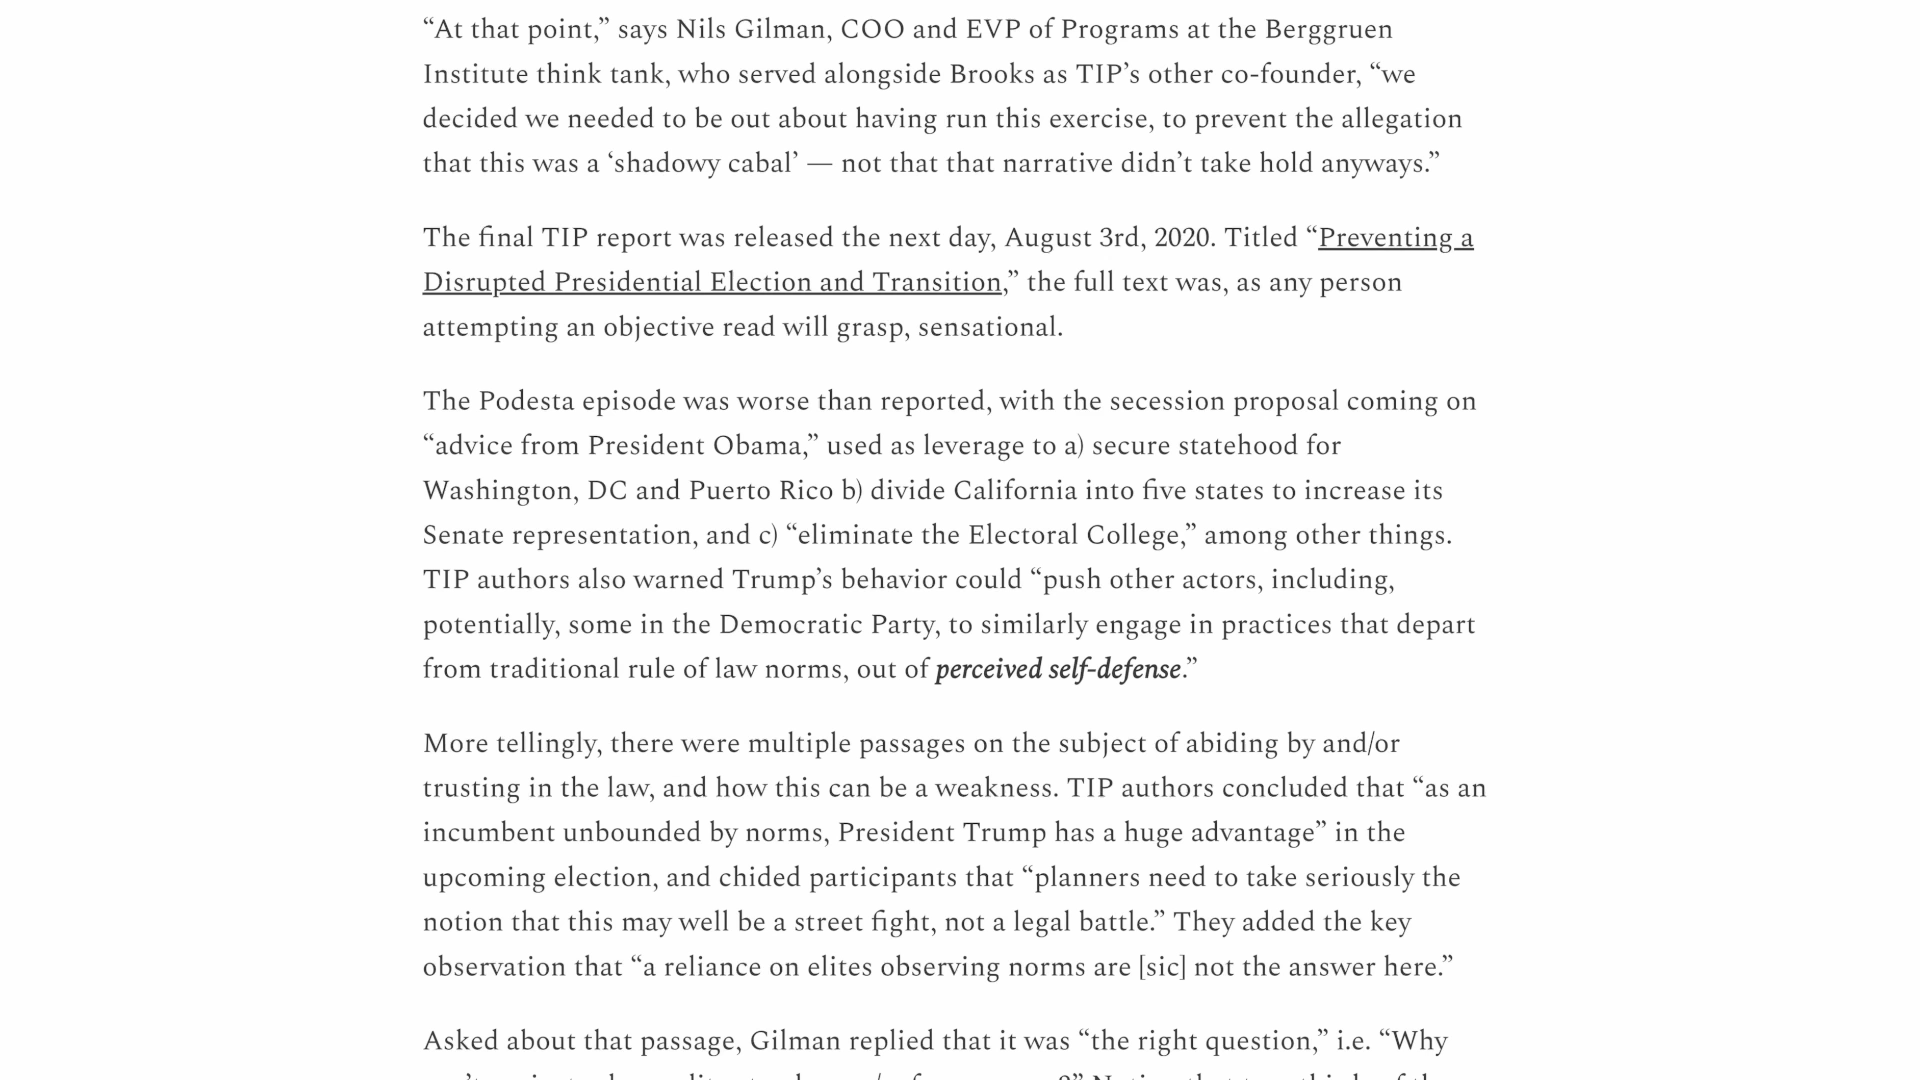 “At that point,” says Nils Gilman, COO and EVP of Programs at the Berggruen
Institute think tank, who served alongside Brooks as TIP’s other co-founder, “we
decided we needed to be out about having run this exercise, to prevent the allegation
that this was a ‘shadowy cabal’ — not that that narrative didn’t take hold anyways.”
The final TIP report was released the next day, August 3rd, 2020. Titled “Preventing a
Disrupted Presidential Election and Transition,” the full text was, as any person
attempting an objective read will grasp, sensational.
The Podesta episode was worse than reported, with the secession proposal coming on
“advice from President Obama,” used as leverage to a) secure statehood for
Washington, DC and Puerto Rico b) divide California into five states to increase its
Senate representation, and c) “eliminate the Electoral College,” among other things.
TIP authors also warned Trump’s behavior could “push other actors, including,
potentially, some in the Democratic Party, to similarly engage in practices that depart
from traditional rule of law norms, out of perceived self-defense.”
More tellingly, there were multiple passages on the subject of abiding by and/or
trusting in the law, and how this can be a weakness. TIP authors concluded that “as an
incumbent unbounded by norms, President Trump has a huge advantage” in the
upcoming election, and chided participants that “planners need to take seriously the
notion that this may well be a street fight, not a legal battle.” They added the key
observation that “a reliance on elites observing norms are [sic] not the answer here.”
Asked about that passage, Gilman replied that it was “the right question,” i.e. “Why